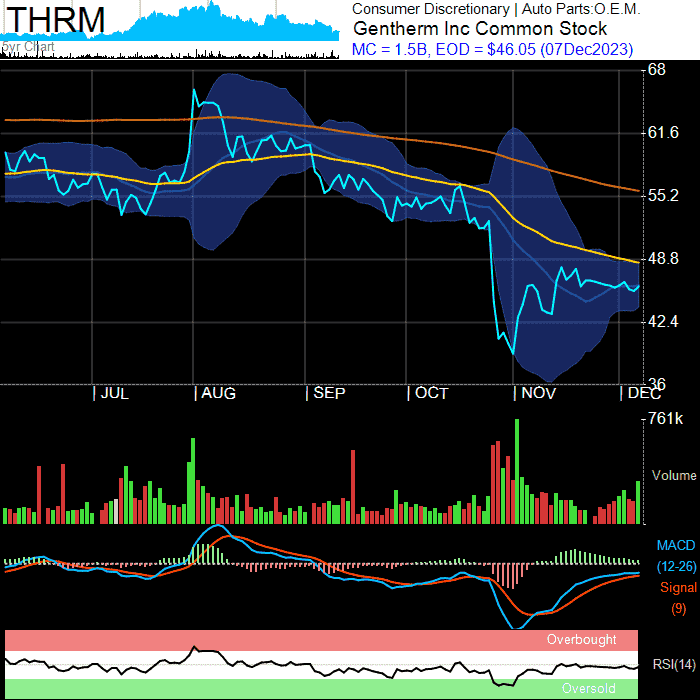 THRM
5yr Chart
Consumer Discretionary | Auto Parts:O.E.M.
Gentherm Inc Common Stock
MC = 1.5B, EOD = $46.05 (07Dec2023)
68
61.6
55.2
48.8
42.4
36
JUL
AUG
SEP
OCT
NOV
DEC
761k
Volume
MACD
(12-26)
Signal
(9)
Overbought
RSI(14)
Oversold